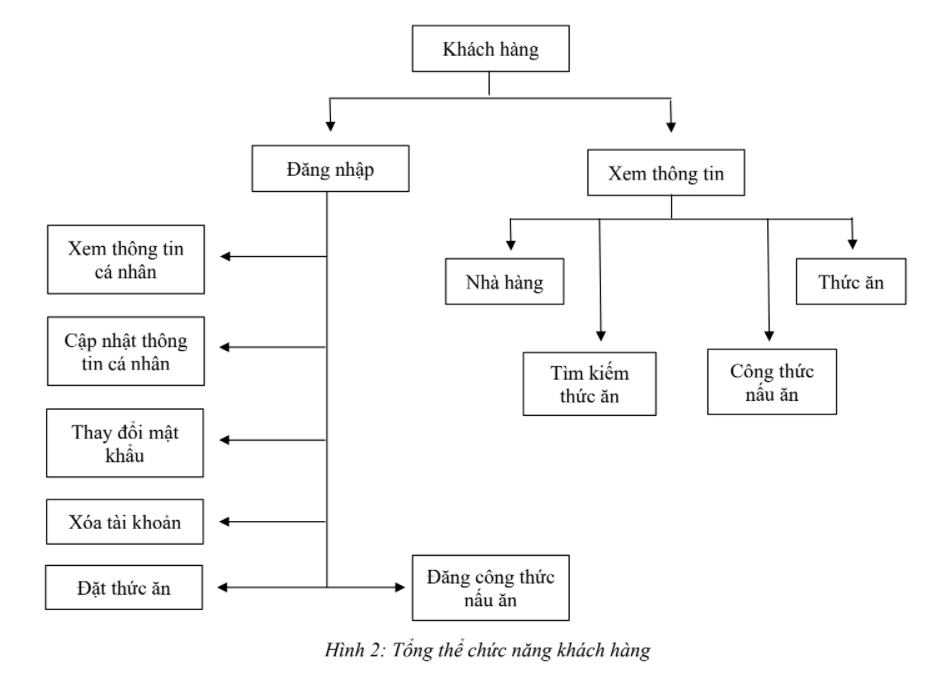 Khách hàng
Đăng nhập
Xem thông tin
Xem thông tin
cá nhân
Cập nhật thông
tin cá nhân
Thay đổi mật
khẩu
Xóa tài khoản
Đặt thức ăn
Đăng công thức
nấu ăn
Nhà hàng
Tìm kiếm
thức ăn
Công thức
nấu ăn
Thức ăn
Hình 2: Tổng thể chức năng khách hàng